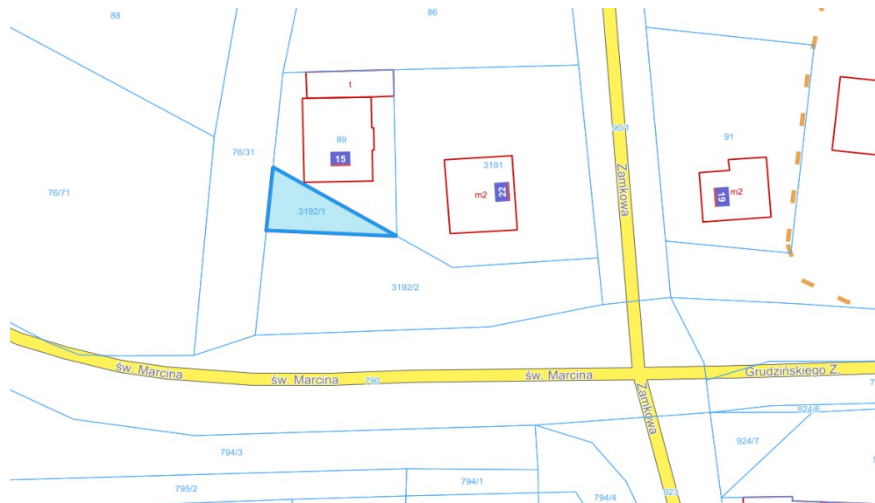 88
86
t
89
15
76/31
90/1
91
3191
76/71
m2
22
Zamkowa
19
m2
3192/1
3192/2
św. Marcina
św. Marcina
790
św. Marcina
Grudzińskiego Z.
Zamkowa
924/6
924/7
794/3
794/1
795/2
794/4
923